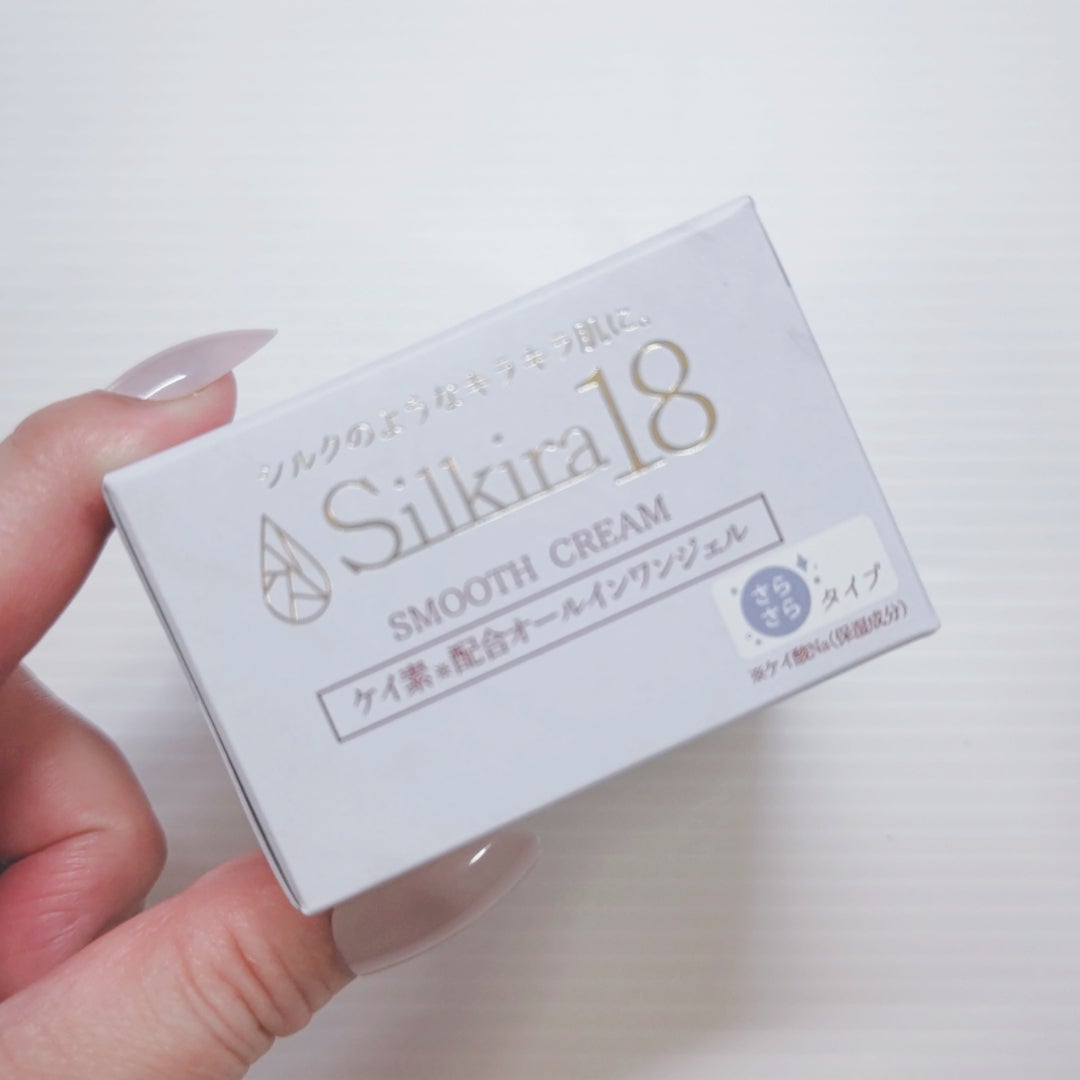 シルクのようなキラキラ肌に。
Silkira18
SMOOTH CREAM
ケイ素※配合オールインワンジェル
さら
さら
タイプ
※ケイ酸Na(保湿成分)